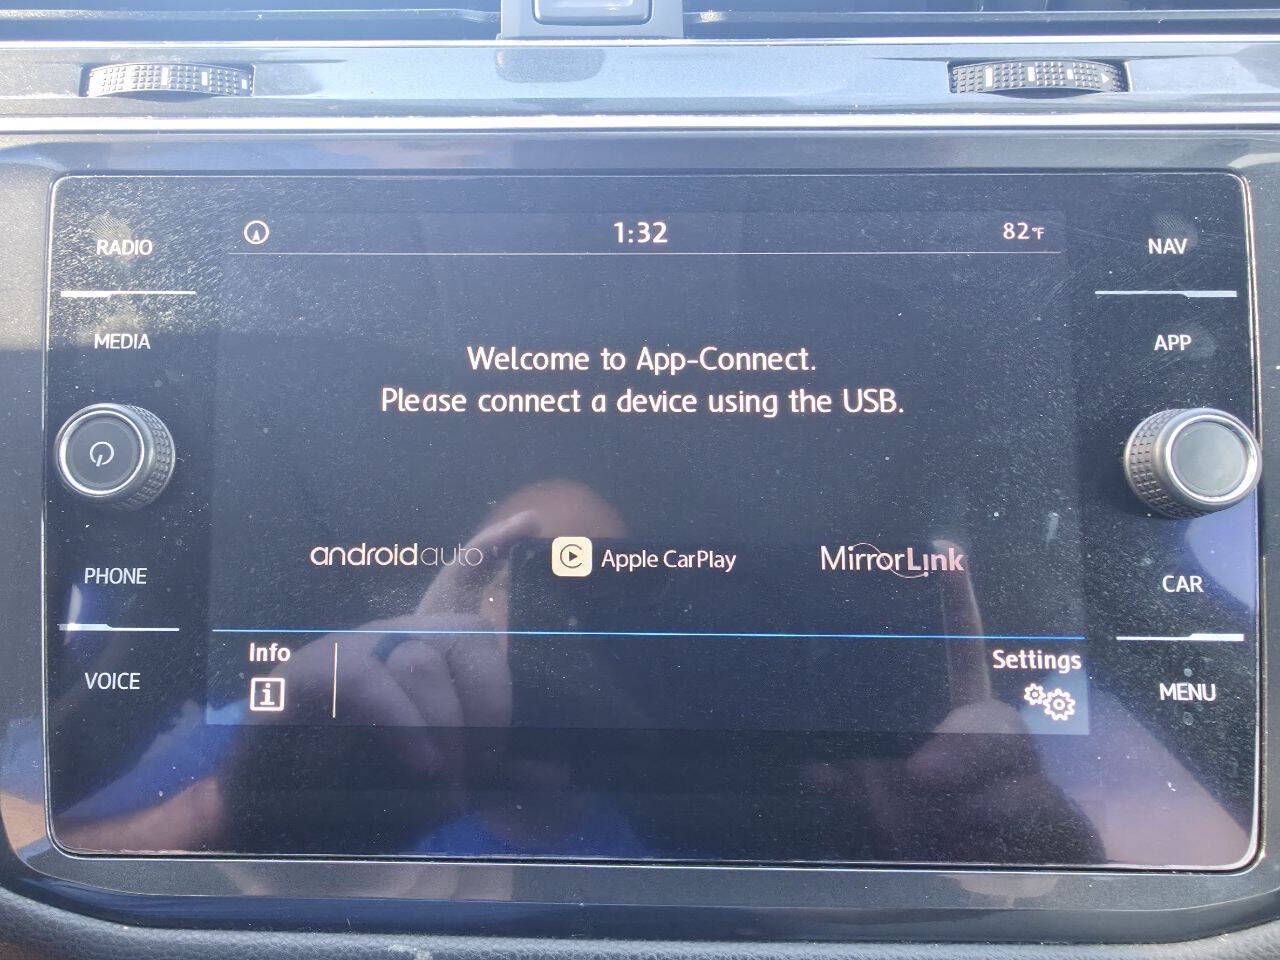 RADIO
MEDIA
PHONE
VOICE
1:32
82°F
Welcome to App-Connect.
Please connect a device using the USB.
androidauto
Apple CarPlay
MirrorLink
Info
i
Settings
NAV
APP
CAR
MENU